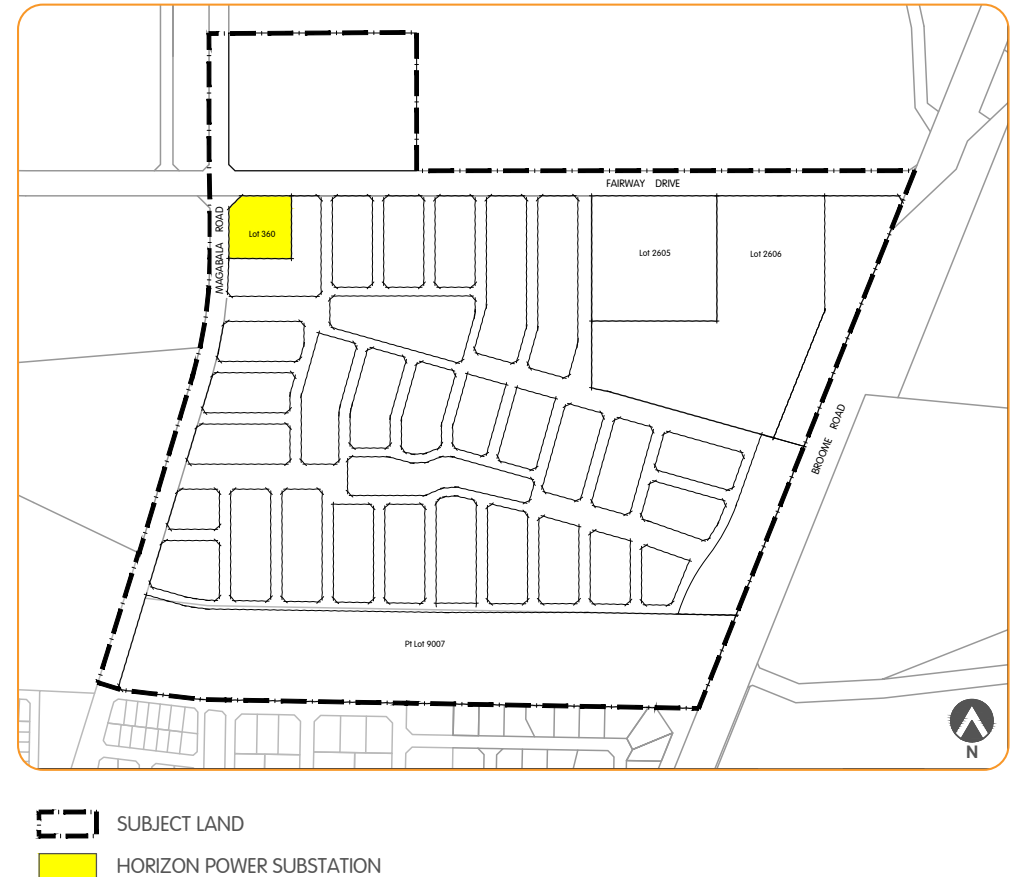 FAIRWAY DRIVE
MAGABALA ROAD
Lot 360
Lot 2605
Lot 2606
BROOME ROAD
Pt Lot 9007
N
SUBJECT LAND
HORIZON POWER SUBSTATION